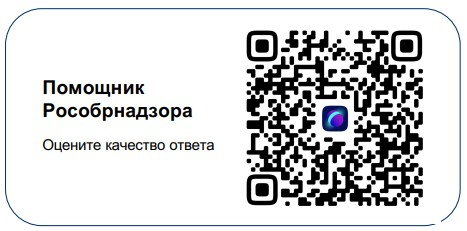 Помощник
Рособрнадзора
Оцените качество ответа